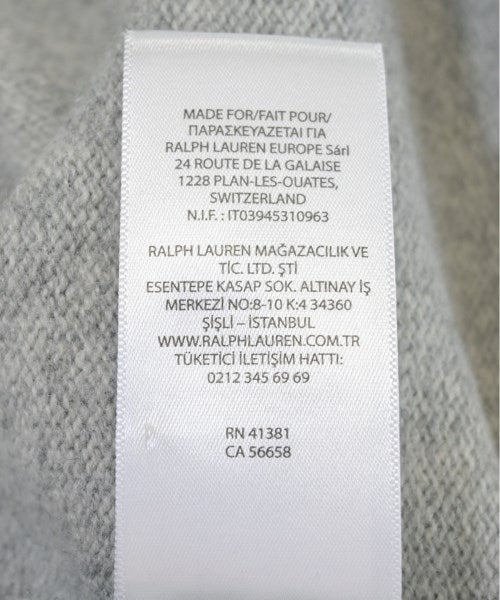 MADE FOR/FAIT POUR/
ΠΑΡΑΣΚΕΥΑΖΕΤΑΙ ΓΙΑ
RALPH LAUREN EUROPE Sárl
24 ROUTE DE LA GALAISE
1228 PLAN-LES-OUATES,
SWITZERLAND
N.I.F. : IT03945310963
RALPH LAUREN MAĞAZACILIK VE
TİC. LTD. ŞTİ
ESENTEPE KASAP SOK. ALTINAY İŞ
MERKEZİ NO:8-10 K:4 34360
ŞİŞLİ – İSTANBUL
WWW.RALPHLAUREN.COM.TR
TÜKETİCİ İLETİŞİM HATTI:
0212 345 69 69
RN 41381
CA 56658